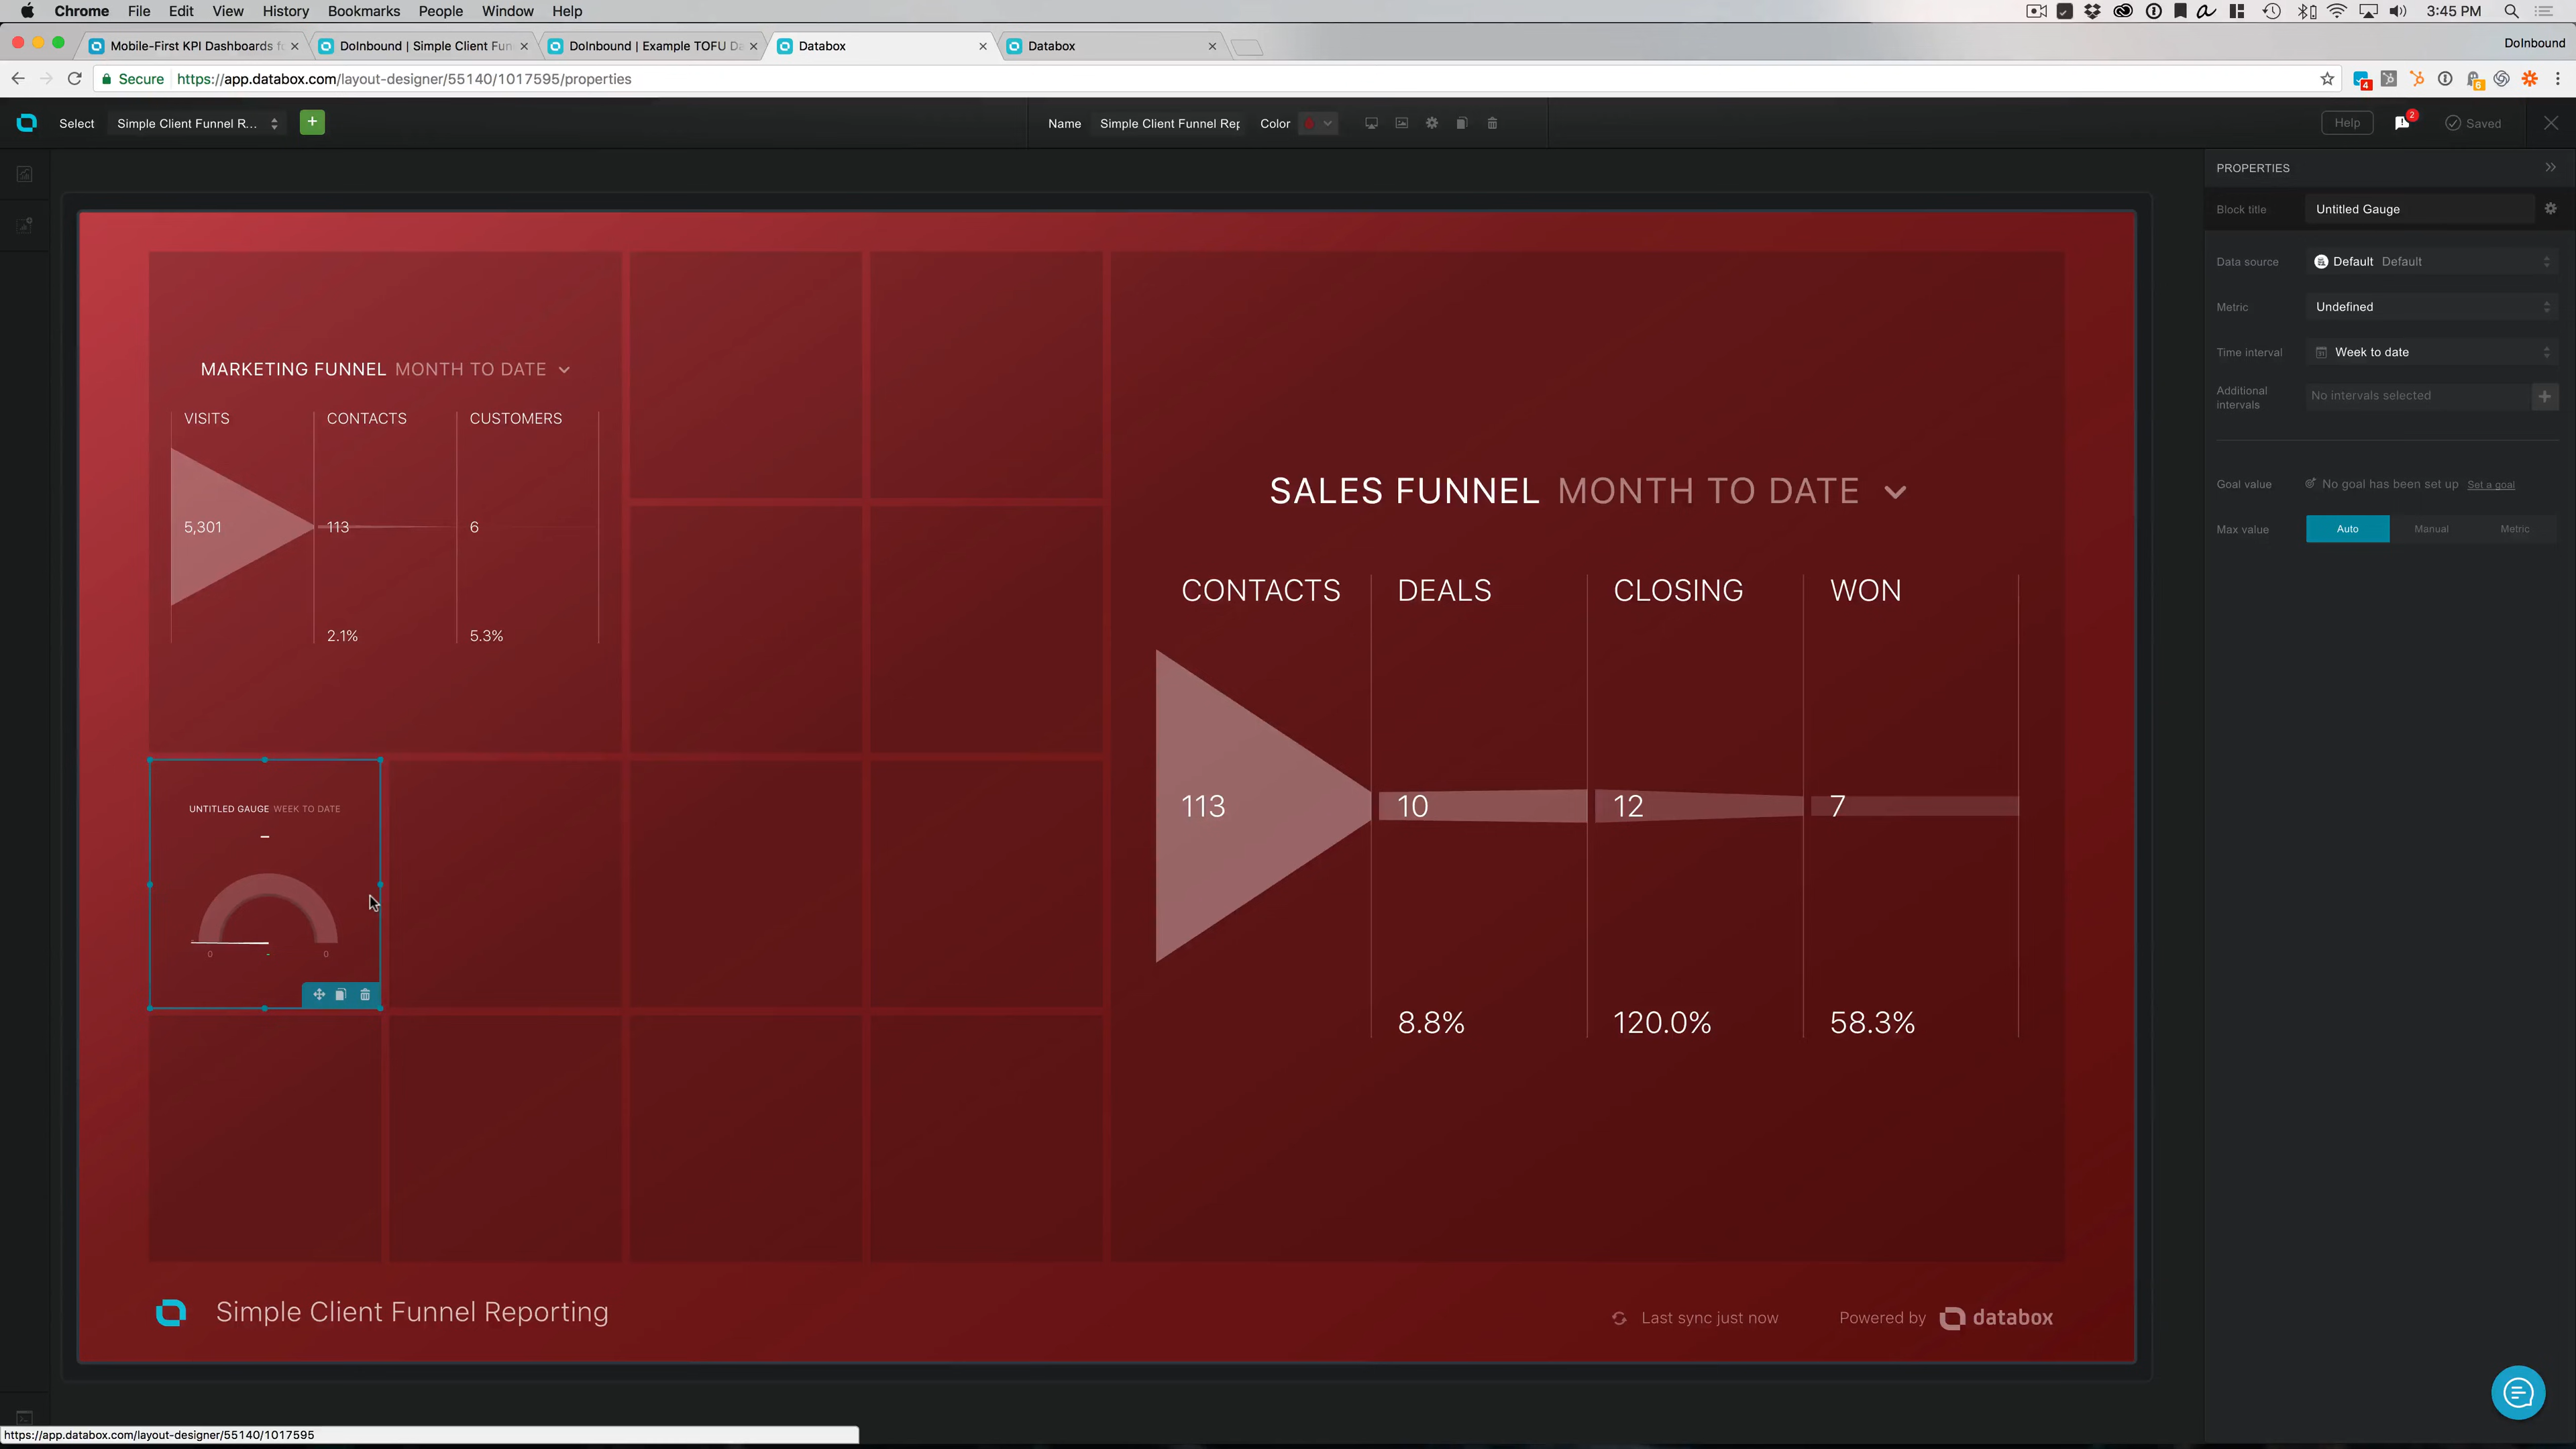 Chrome File Edit View History Bookmarks People Window Help 3:45 PM
Mobile-First KPI Dashboards f
DoInbound | Simple Client Fun
DoInbound | Example TOFU Da
Databox
Databox
DoInbound
Secure https://app.databox.com/layout-designer/55140/1017595/properties
4
6
Select Simple Client Funnel R...
Name Simple Client Funnel Rep
Color
Help
2
Saved
PROPERTIES
Block title Untitled Gauge
Data source Default Default
Metric Undefined
Time interval Week to date
Additional intervals No intervals selected
Goal value No goal has been set up Set a goal
Max value Auto Manual Metric
MARKETING FUNNEL MONTH TO DATE
VISITS CONTACTS CUSTOMERS
5,301 113 6
2.1% 5.3%
UNTITLED GAUGE WEEK TO DATE
–
0 - 0
SALES FUNNEL MONTH TO DATE
CONTACTS DEALS CLOSING WON
113 10 12 7
8.8% 120.0% 58.3%
Simple Client Funnel Reporting
Last sync just now
Powered by databox
https://app.databox.com/layout-designer/55140/1017595